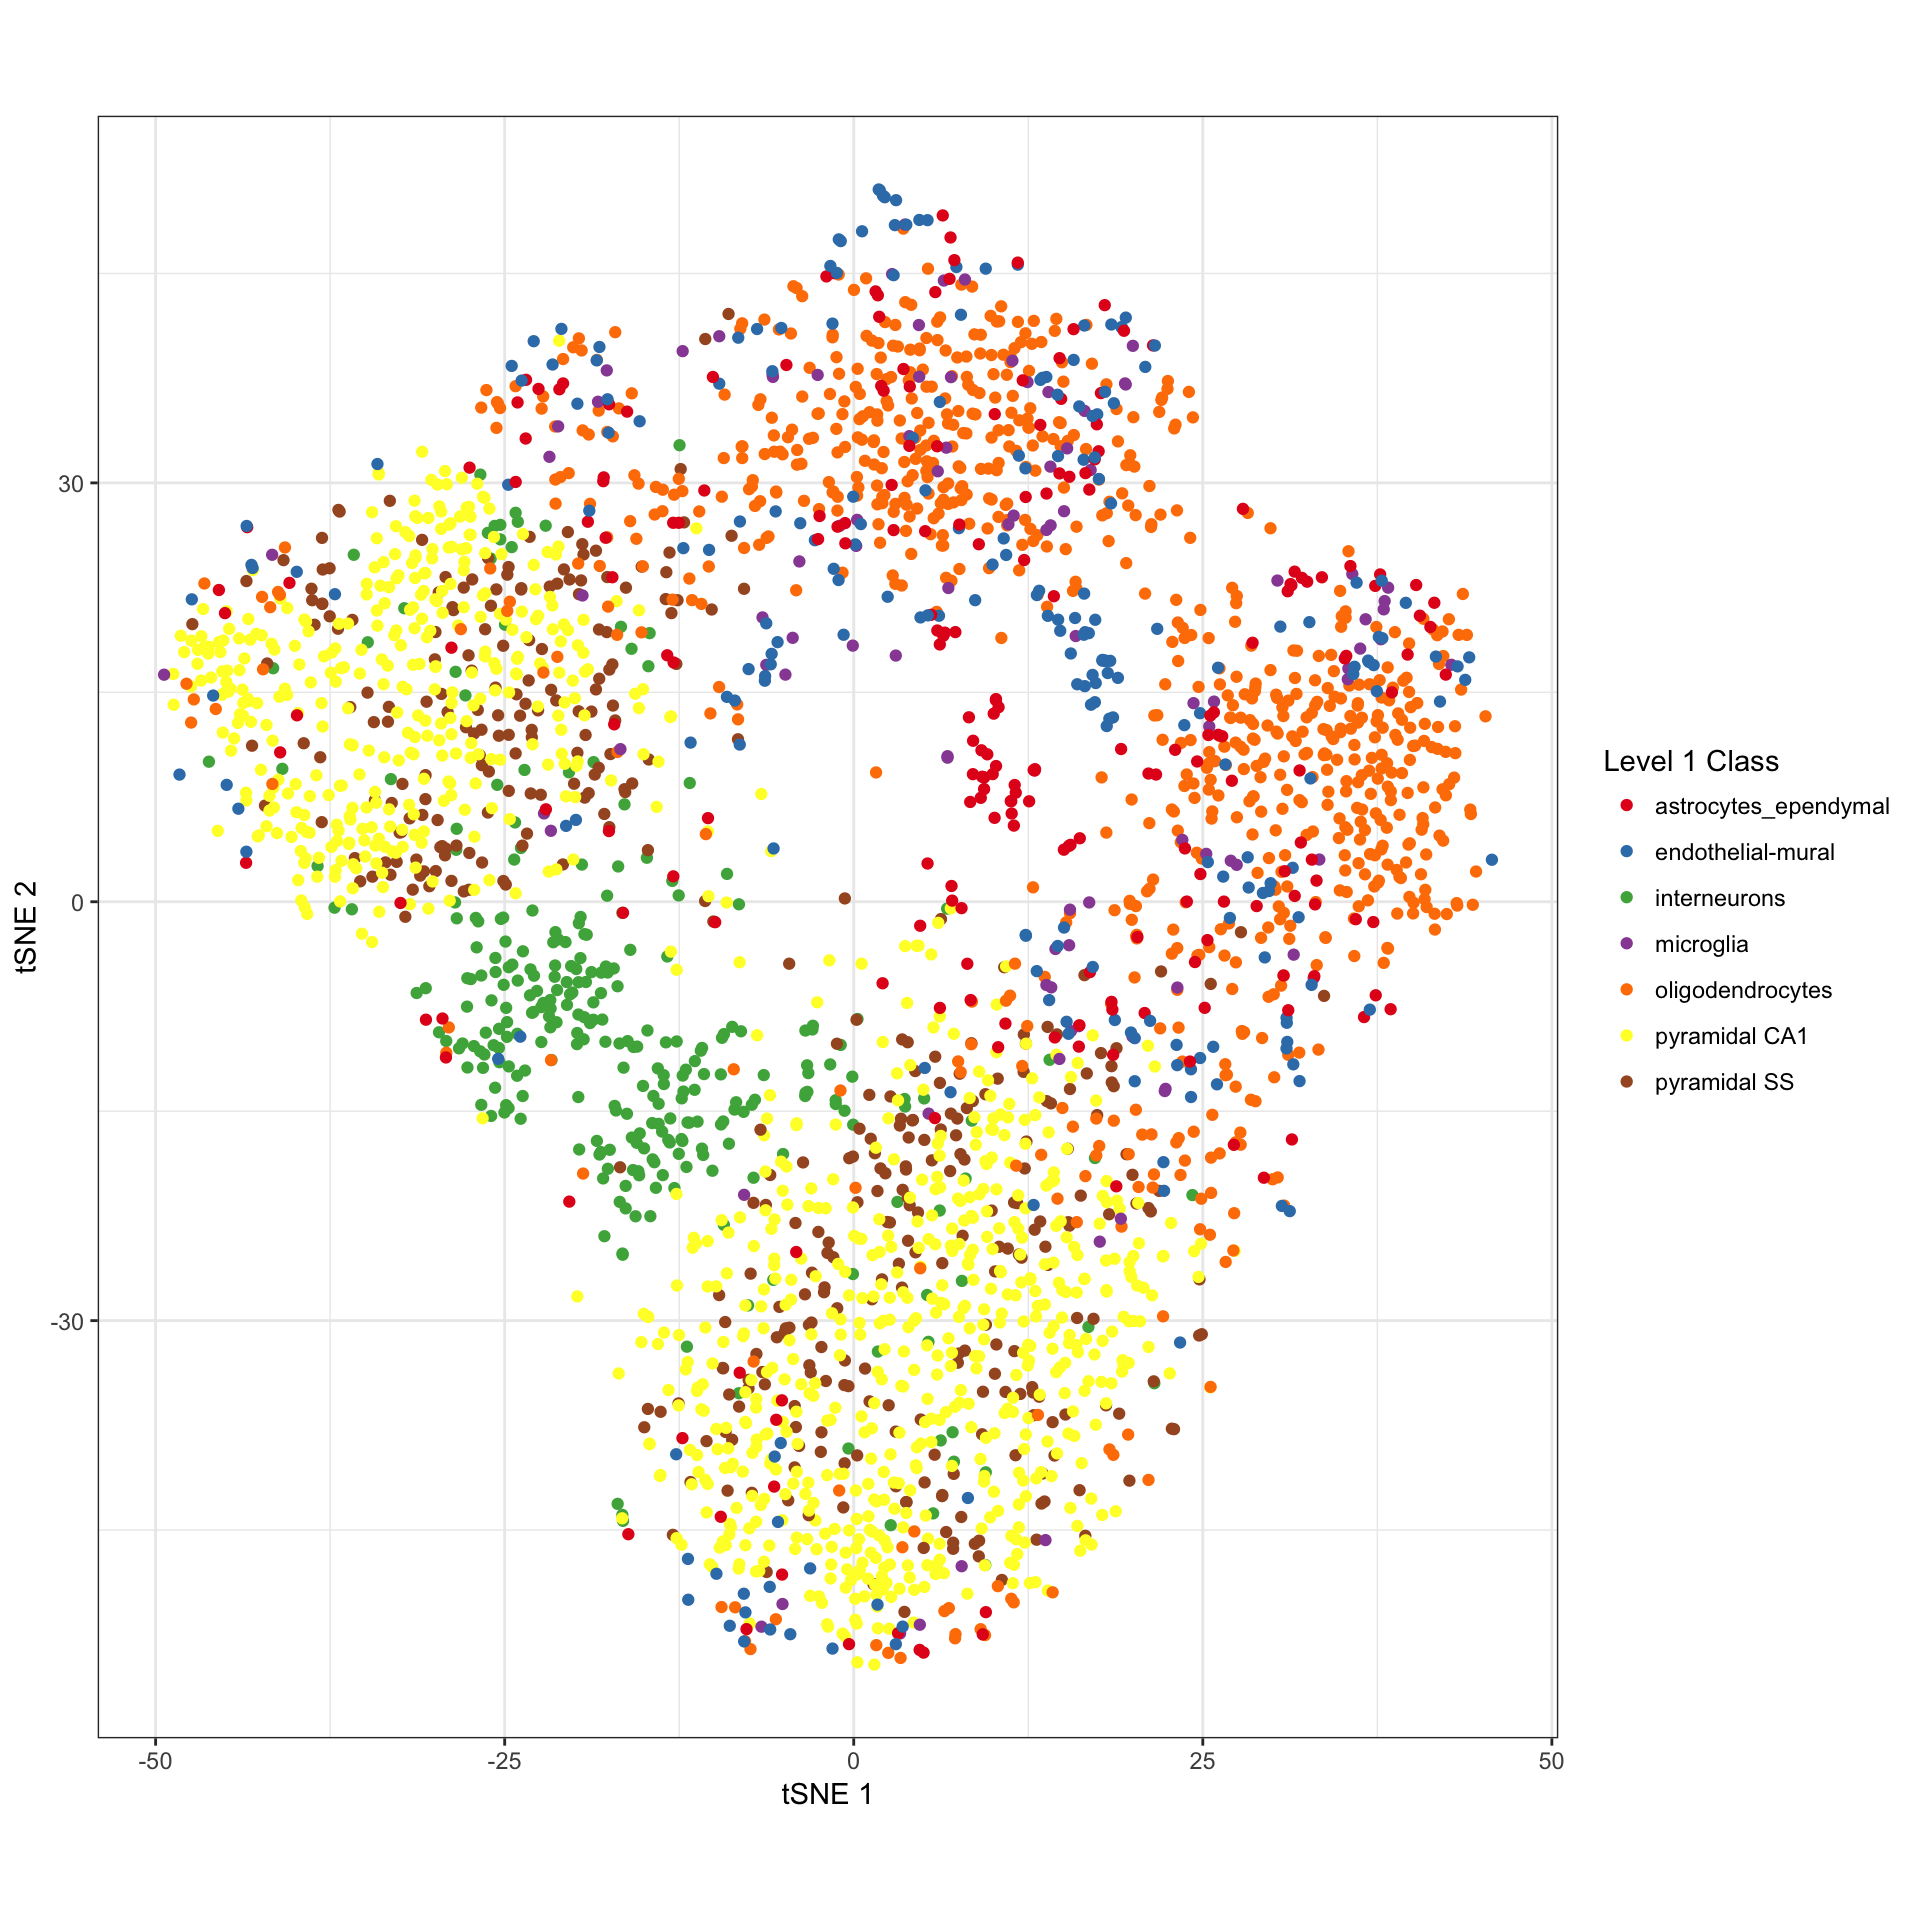 30
0
-30
tSNE 2
-50
-25
0
25
50
tSNE 1
Level 1 Class
astrocytes_ependymal
endothelial-mural
interneurons
microglia
oligodendrocytes
pyramidal CA1
pyramidal SS